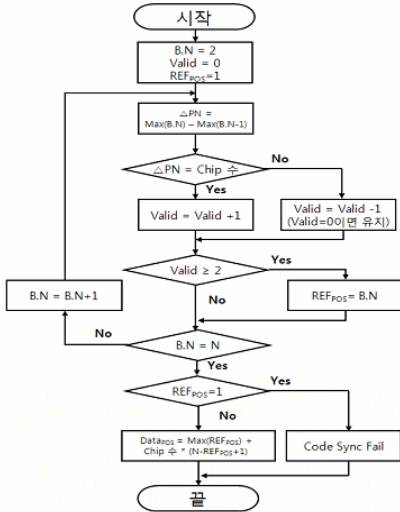 시작
B.N = 2
Valid = 0
REFPOS=1
△PN =
Max(B.N) – Max(B.N-1)
△PN = Chip 수
No
Yes
Valid = Valid +1
Valid = Valid -1
(Valid=0이면 유지)
Valid ≥ 2
Yes
No
B.N = B.N+1
REFPOS= B.N
No
B.N = N
Yes
REFPOS=1
Yes
No
DataPOS = Max(REFPOS) +
Chip 수 * (N-REFPOS+1)
Code Sync Fail
끝